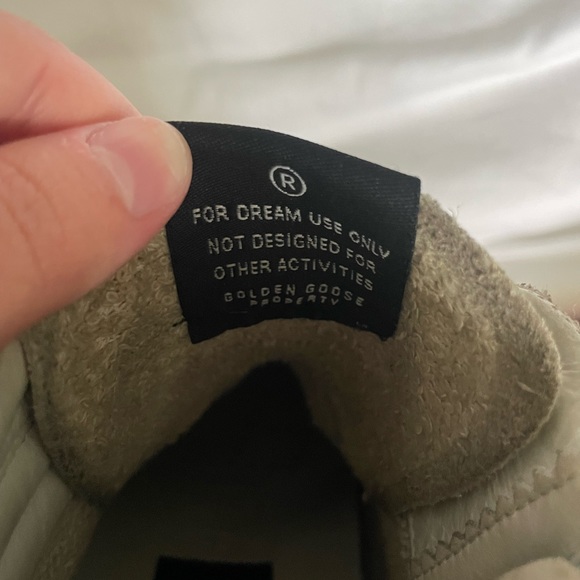 ®
FOR DREAM USE ONLY
NOT DESIGNED FOR
OTHER ACTIVITIES
GOLDEN GOOSE
PROPERTY